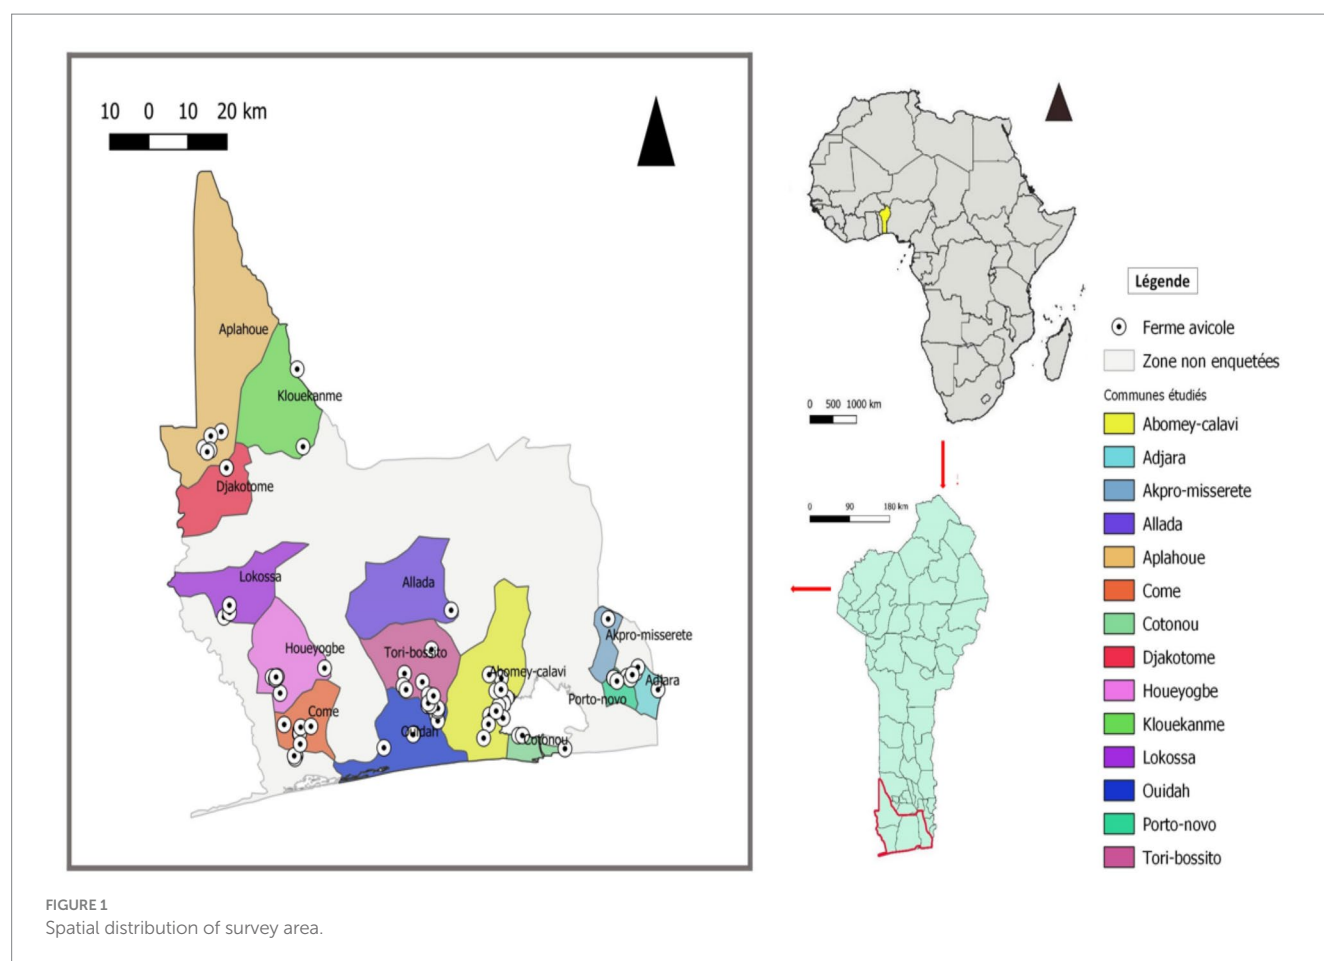 10 0 10 20 km
Aplahoue
Klouekanme
Djakotome
Lokossa
Allada
Houeyogbe
Tori-bossito
Akpro-misserete
Abomey-calavi
Adjara
Porto-novo
Come
Ouidah
Cotonou
0 500 1000 km
0 90 180 km
Légende
Ferme avicole
Zone non enquetées
Communes étudiés
Abomey-calavi
Adjara
Akpro-misserete
Allada
Aplahoue
Come
Cotonou
Djakotome
Houeyogbe
Klouekanme
Lokossa
Ouidah
Porto-novo
Tori-bossito
FIGURE 1
Spatial distribution of survey area.